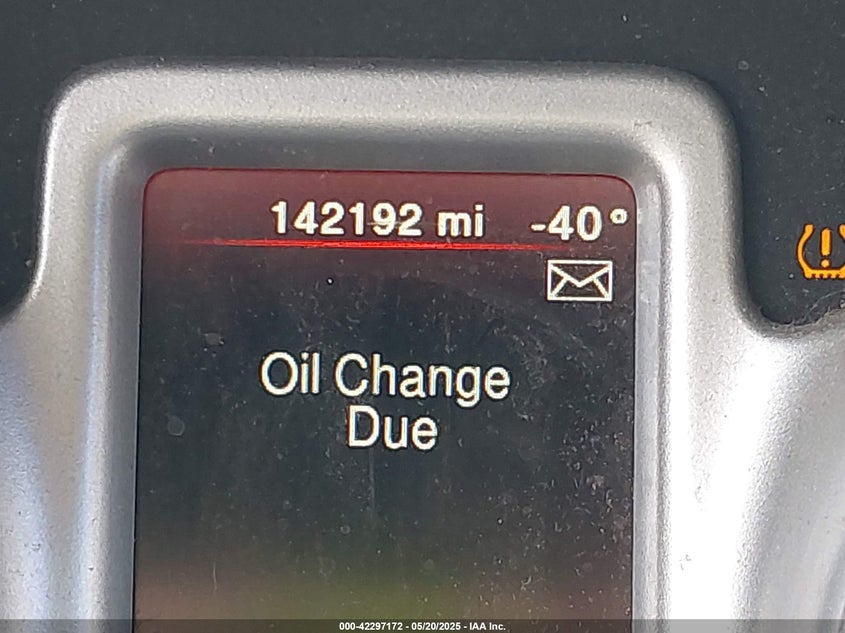 142192 mi -40°
Oil Change
Due
000-42297172 - 05/20/2025 - IAA Inc.